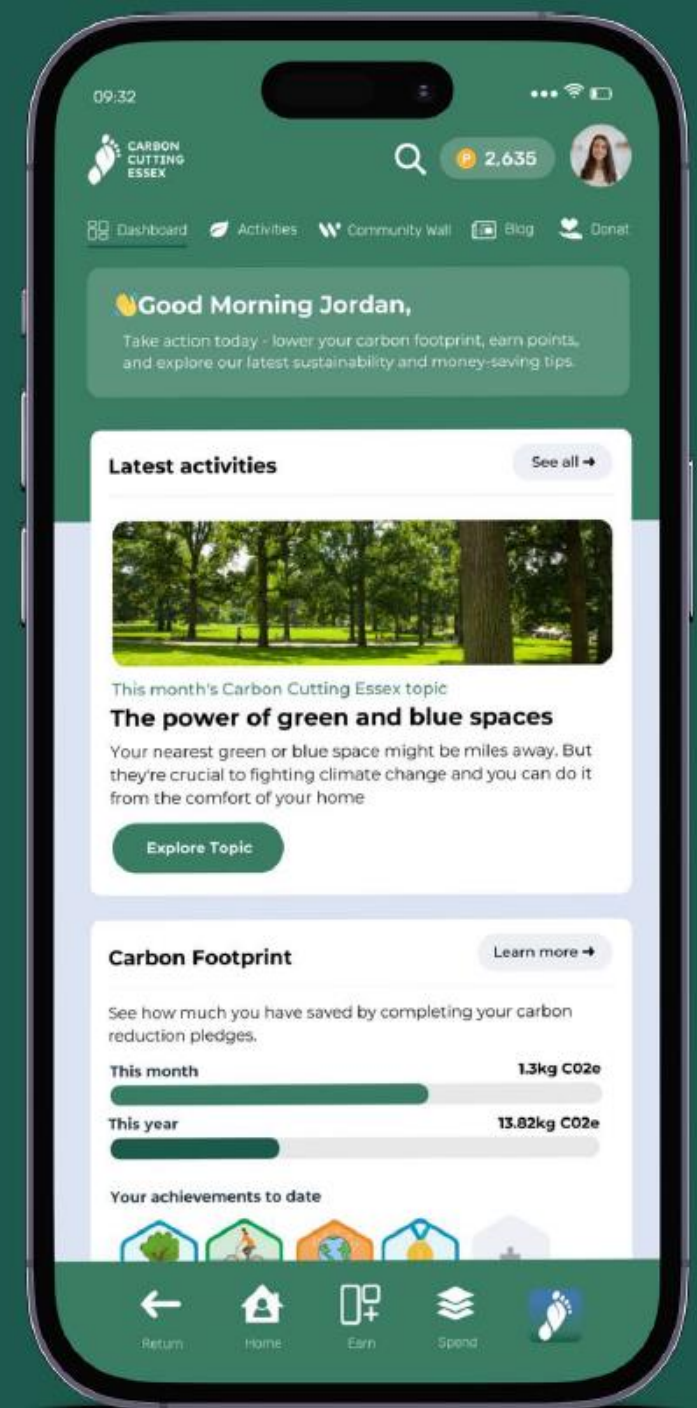 09:32
CARBON
CUTTING
ESSEX
2,635
Dashboard Activities Community Wall Blog Donat
👋Good Morning Jordan,
Take action today - lower your carbon footprint, earn points,
and explore our latest sustainability and money-saving tips.
Latest activities See all →
This month's Carbon Cutting Essex topic
The power of green and blue spaces
Your nearest green or blue space might be miles away. But
they're crucial to fighting climate change and you can do it
from the comfort of your home
Explore Topic
Carbon Footprint Learn more →
See how much you have saved by completing your carbon
reduction pledges.
This month 1.3kg C02e
This year 13.82kg C02e
Your achievements to date
Return Home Earn Spend